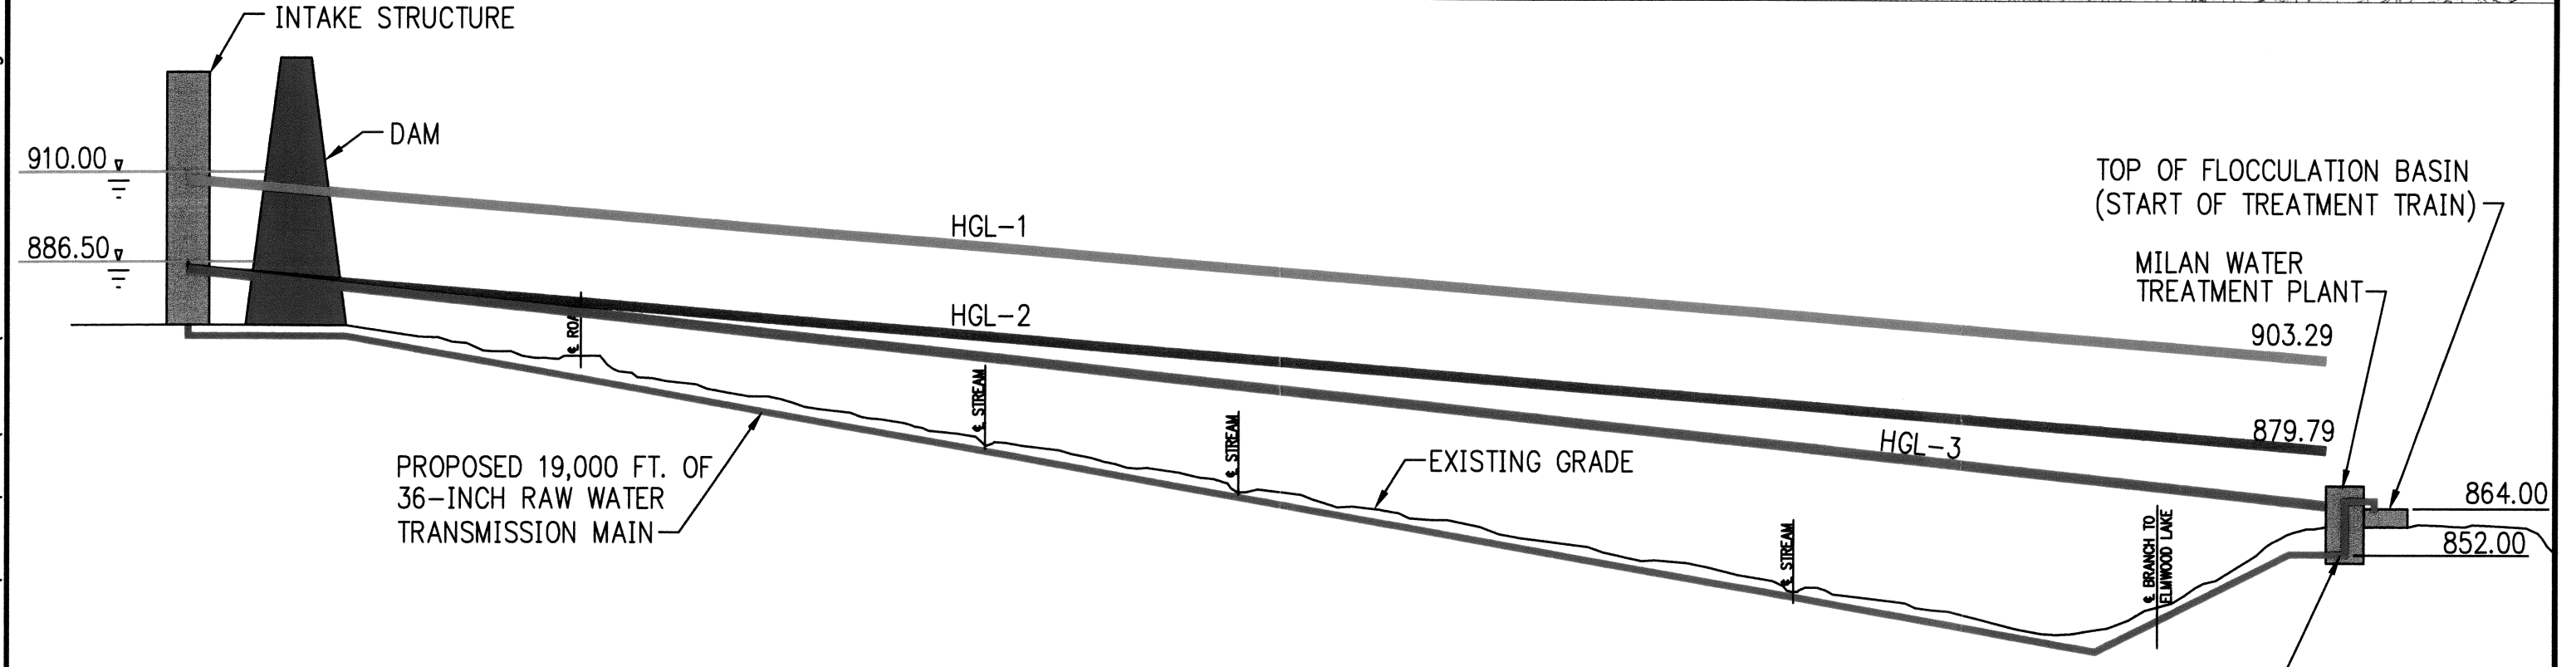 INTAKE STRUCTURE
DAM
910.00
886.50
HGL-1
HGL-2
HGL-3
TOP OF FLOCCULATION BASIN
(START OF TREATMENT TRAIN)
MILAN WATER
TREATMENT PLANT
903.29
879.79
864.00
852.00
℄ STREAM
℄ STREAM
℄ STREAM
℄ BRANCH TO
ELMWOOD LAKE
EXISTING GRADE
PROPOSED 19,000 FT. OF
36-INCH RAW WATER
TRANSMISSION MAIN